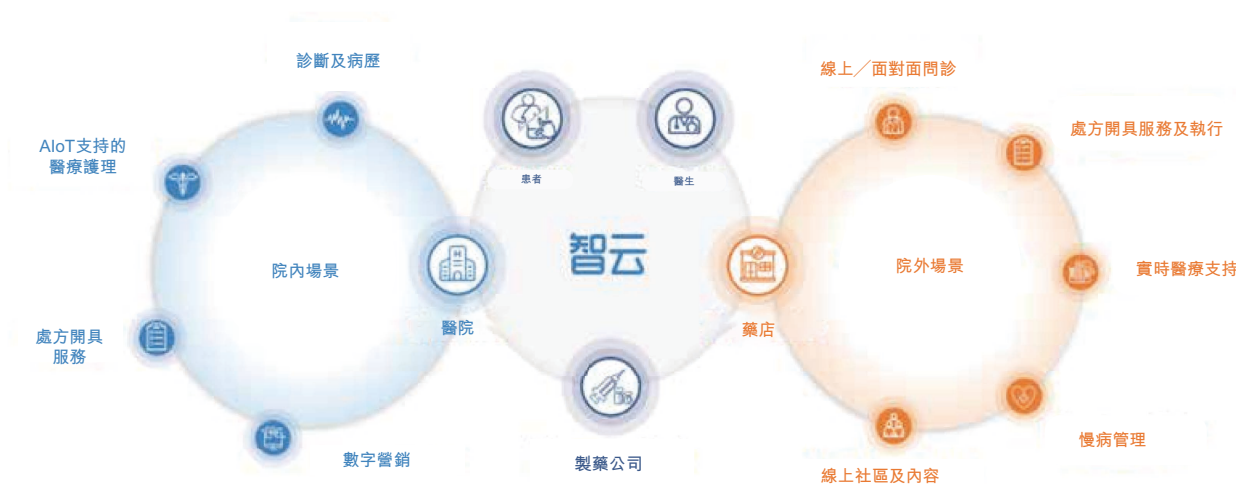 診斷及病歷
AIoT支持的
醫療護理
院內場景
處方開具
服務
數字營銷
醫院
患者
醫生
智云
製藥公司
藥店
線上／面對面問診
處方開具服務及執行
院外場景
實時醫療支持
慢病管理
線上社區及內容